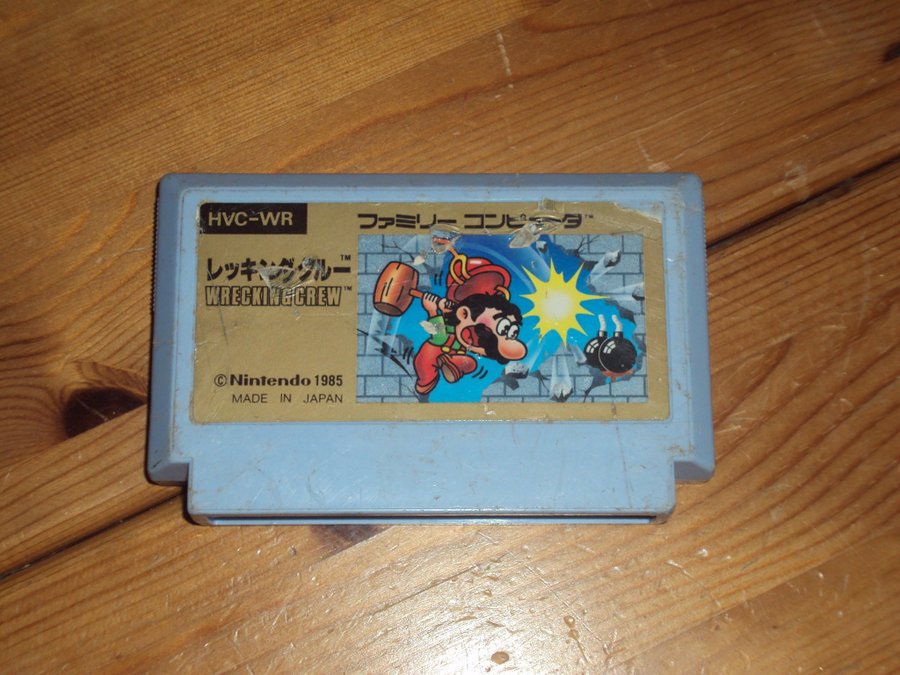 HVC-WR
ファミリー コンピュータ™
レッキングクルー™
WRECKING CREW™
©Nintendo 1985
MADE IN JAPAN